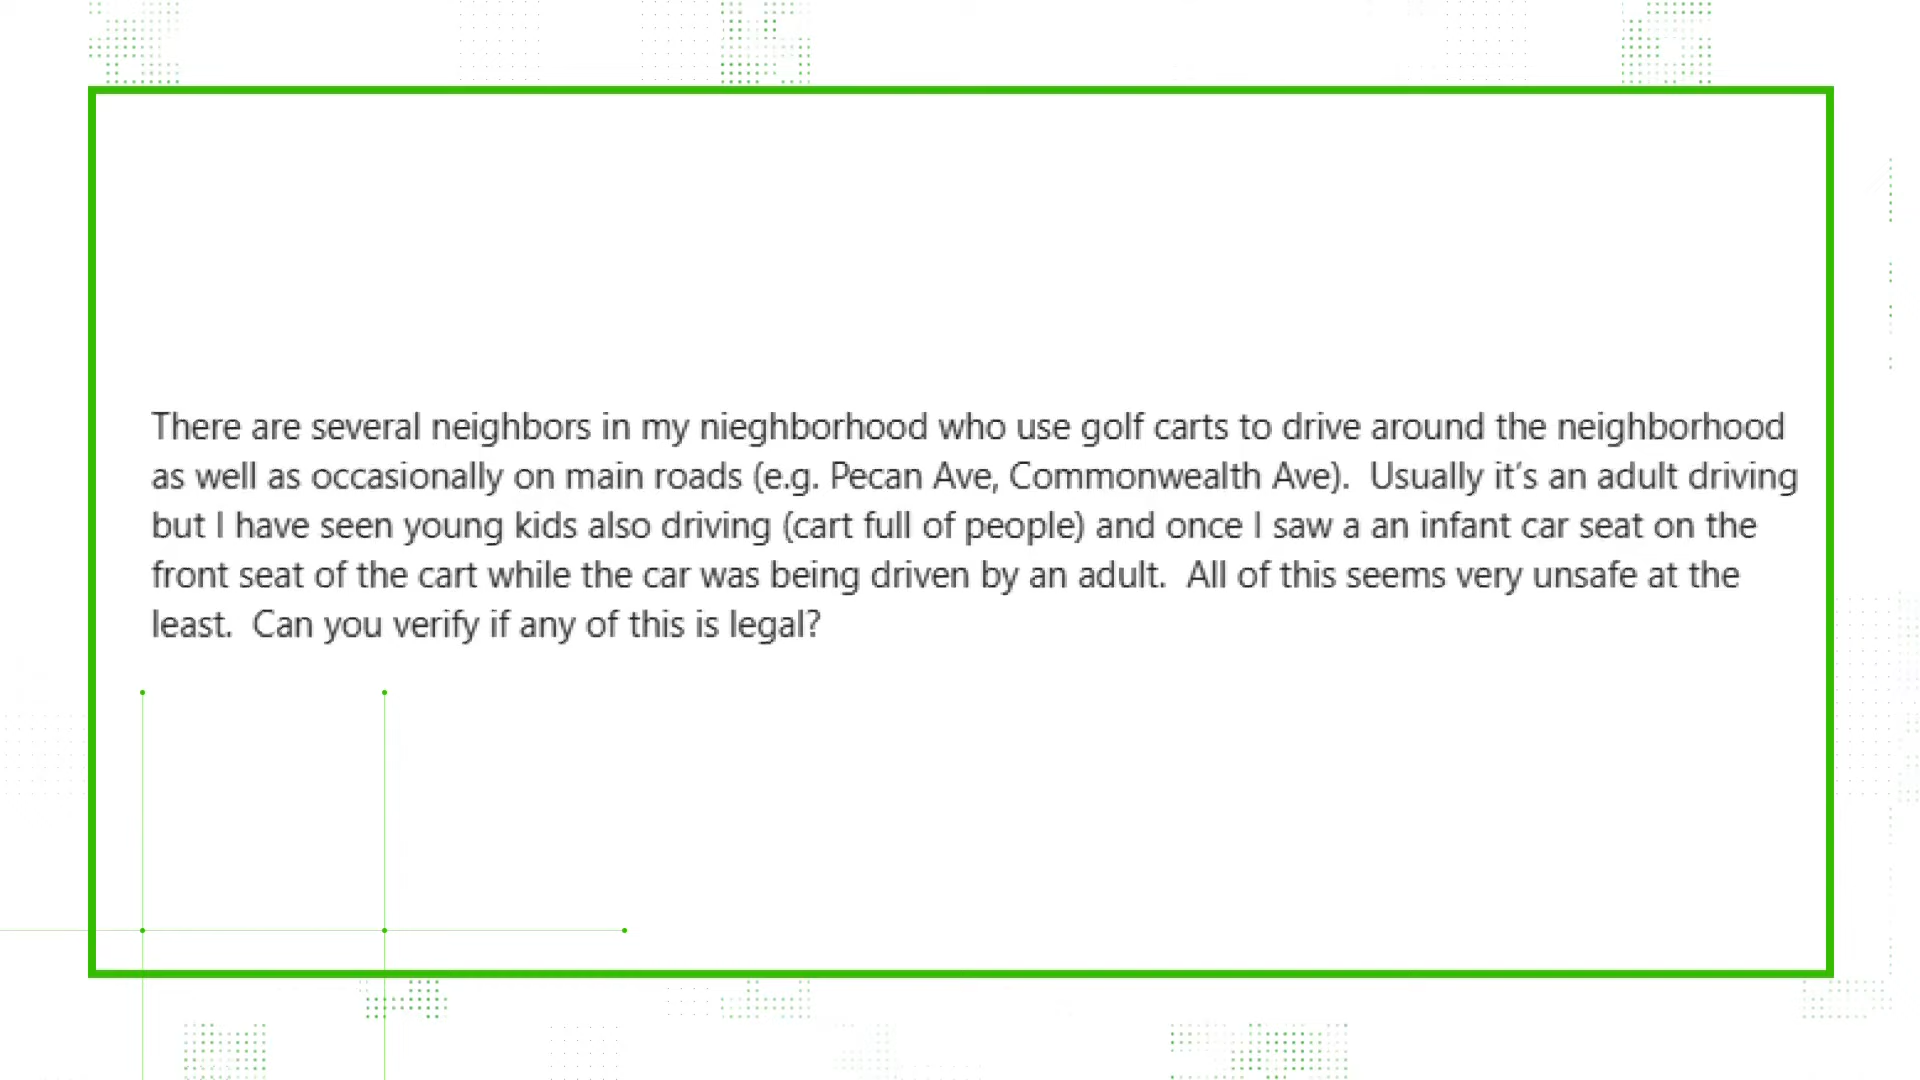 There are several neighbors in my nieghborhood who use golf carts to drive around the neighborhood
as well as occasionally on main roads (e.g. Pecan Ave, Commonwealth Ave).  Usually it's an adult driving
but I have seen young kids also driving (cart full of people) and once I saw a an infant car seat on the
front seat of the cart while the car was being driven by an adult.  All of this seems very unsafe at the
least.  Can you verify if any of this is legal?